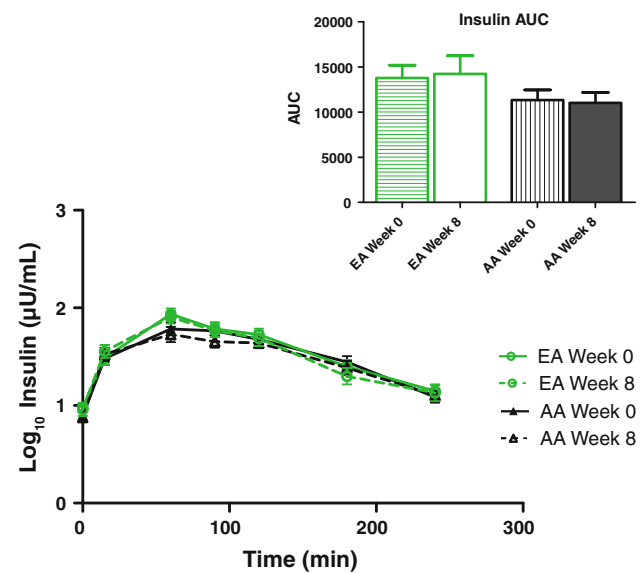 Insulin AUC
20000
15000
10000
5000
0
AUC
EA Week 0
EA Week 8
AA Week 0
AA Week 8
3
2
1
0
Log₁₀ Insulin (µU/mL)
0
100
200
300
Time (min)
EA Week 0
EA Week 8
AA Week 0
AA Week 8